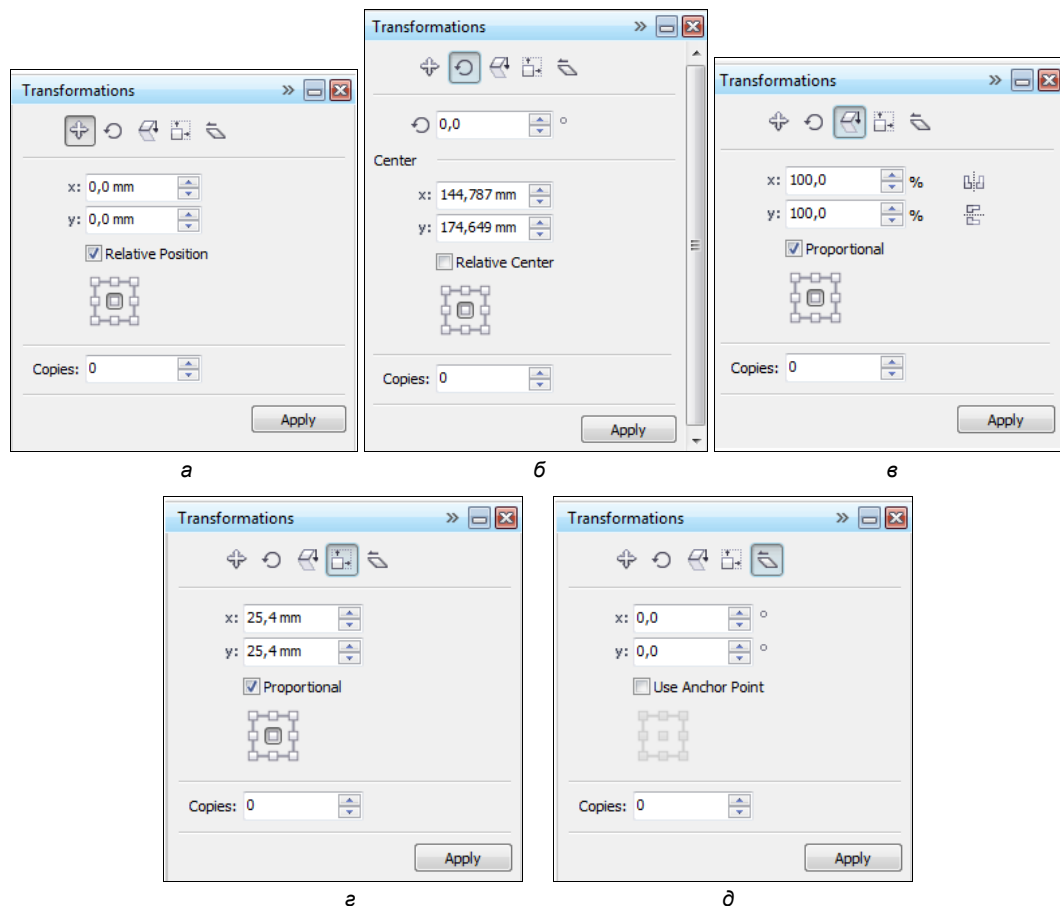 Transformations
x: 0,0 mm
y: 0,0 mm
Relative Position
Copies: 0
Apply
а
Transformations
0,0 °
Center
x: 144,787 mm
y: 174,649 mm
Relative Center
Copies: 0
Apply
б
Transformations
x: 100,0 %
y: 100,0 %
Proportional
Copies: 0
Apply
в
Transformations
x: 25,4 mm
y: 25,4 mm
Proportional
Copies: 0
Apply
г
Transformations
x: 0,0 °
y: 0,0 °
Use Anchor Point
Copies: 0
Apply
д